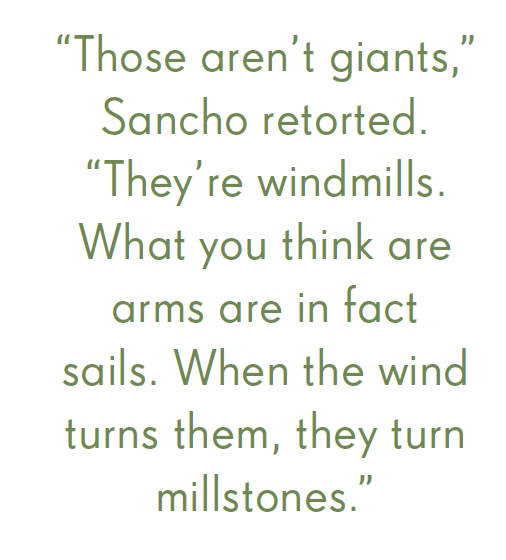 “Those aren’t giants,”
Sancho retorted.
“They’re windmills.
What you think are
arms are in fact
sails. When the wind
turns them, they turn
millstones.”